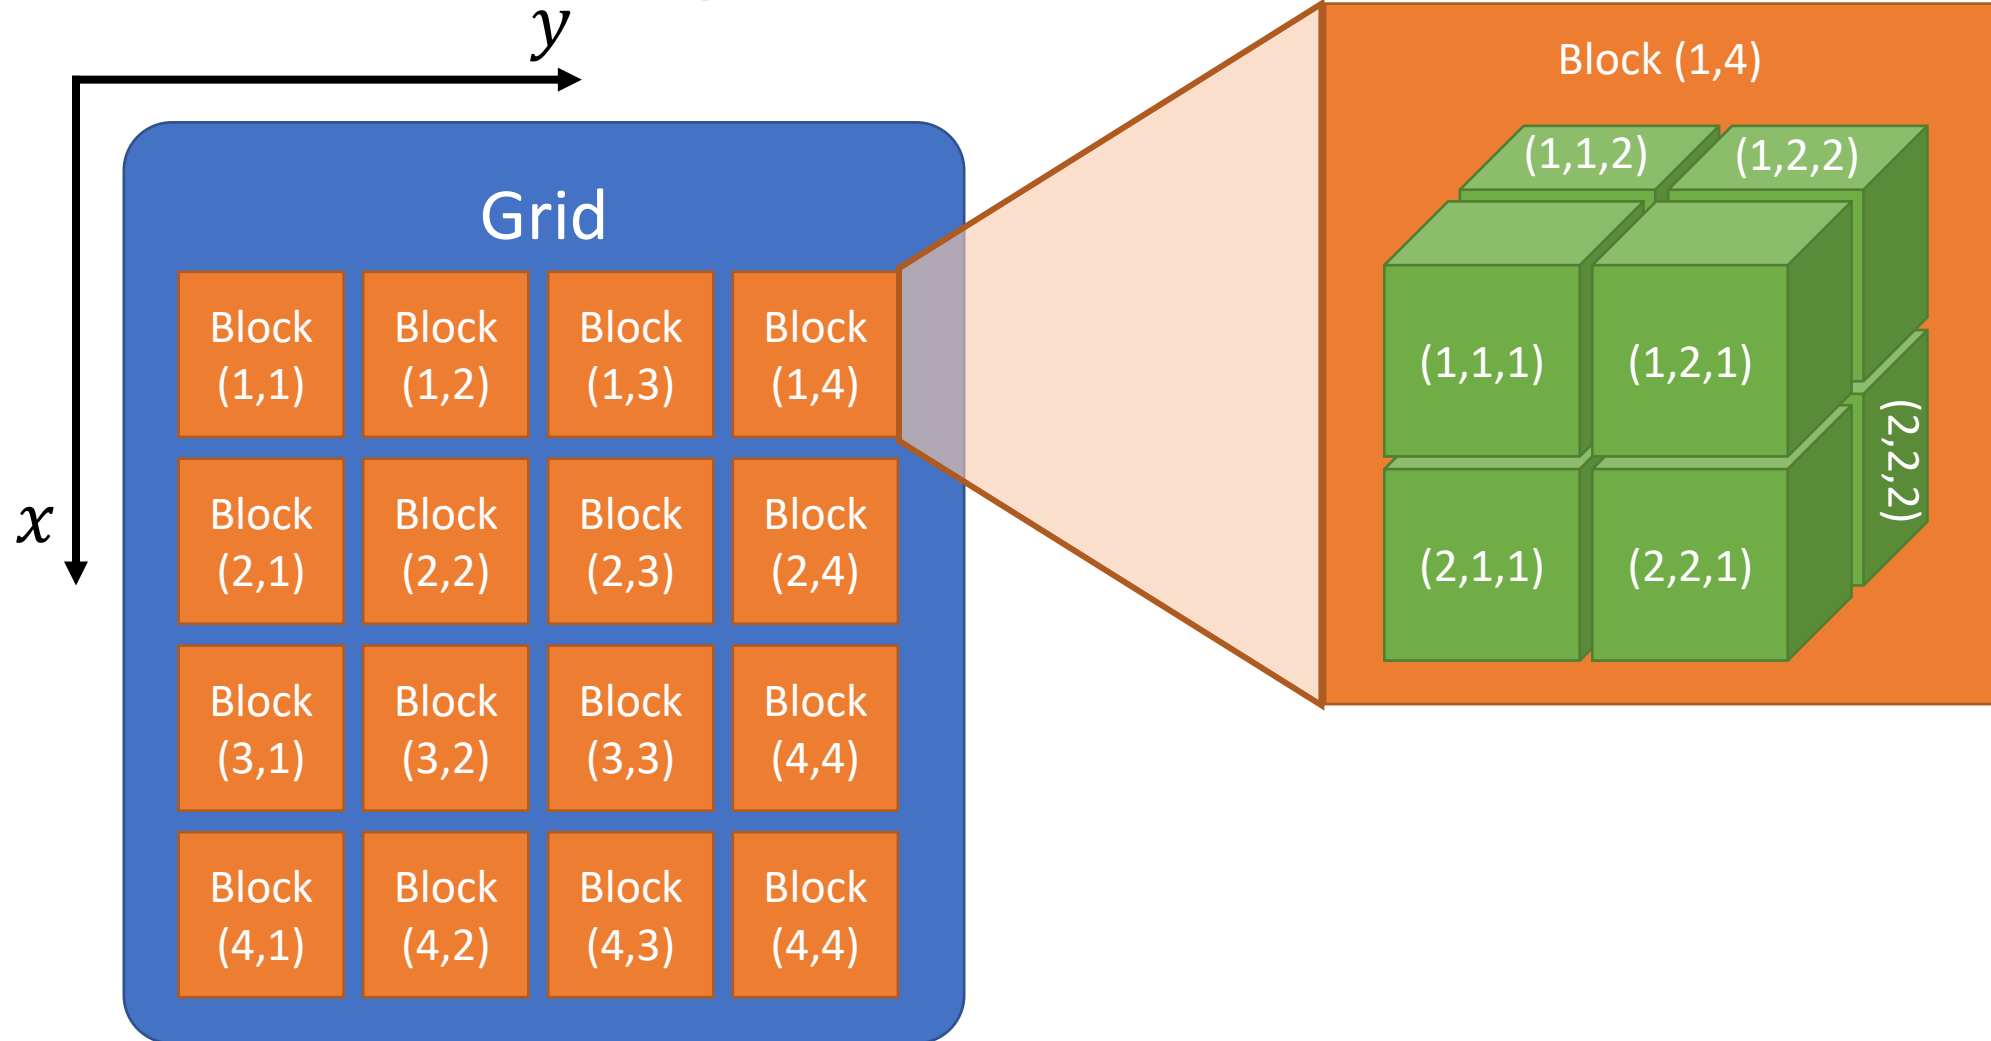 y
x
Grid
Block
(1,1)
Block
(1,2)
Block
(1,3)
Block
(1,4)
Block
(2,1)
Block
(2,2)
Block
(2,3)
Block
(2,4)
Block
(3,1)
Block
(3,2)
Block
(3,3)
Block
(4,4)
Block
(4,1)
Block
(4,2)
Block
(4,3)
Block
(4,4)
Block (1,4)
(1,1,2)
(1,2,2)
(1,1,1)
(1,2,1)
(2,2,2)
(2,1,1)
(2,2,1)